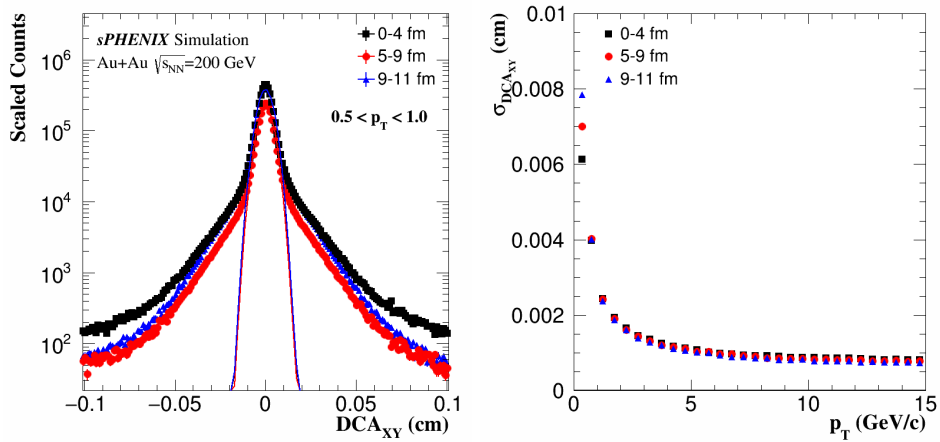 sPHENIX Simulation
Au+Au √sNN=200 GeV
0-4 fm
5-9 fm
9-11 fm
0.5 < pT < 1.0
Scaled Counts
10^6
10^5
10^4
10^3
10^2
−0.1 −0.05 0 0.05 0.1
DCAXY (cm)
σDCAXY (cm)
0.01
0.008
0.006
0.004
0.002
0
0-4 fm
5-9 fm
9-11 fm
0 5 10 15
pT (GeV/c)